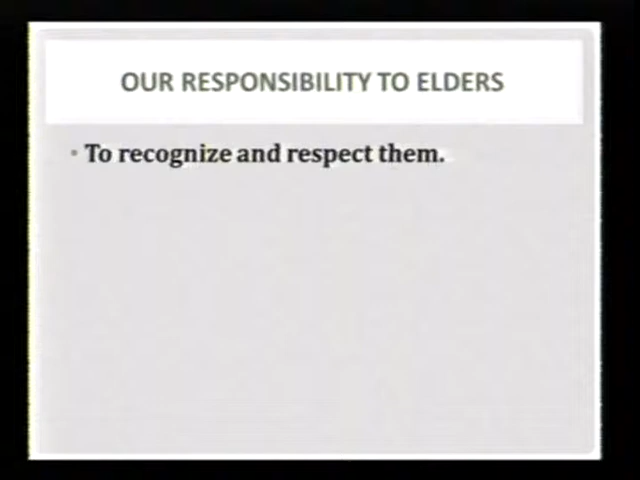 OUR RESPONSIBILITY TO ELDERS
• To recognize and respect them.